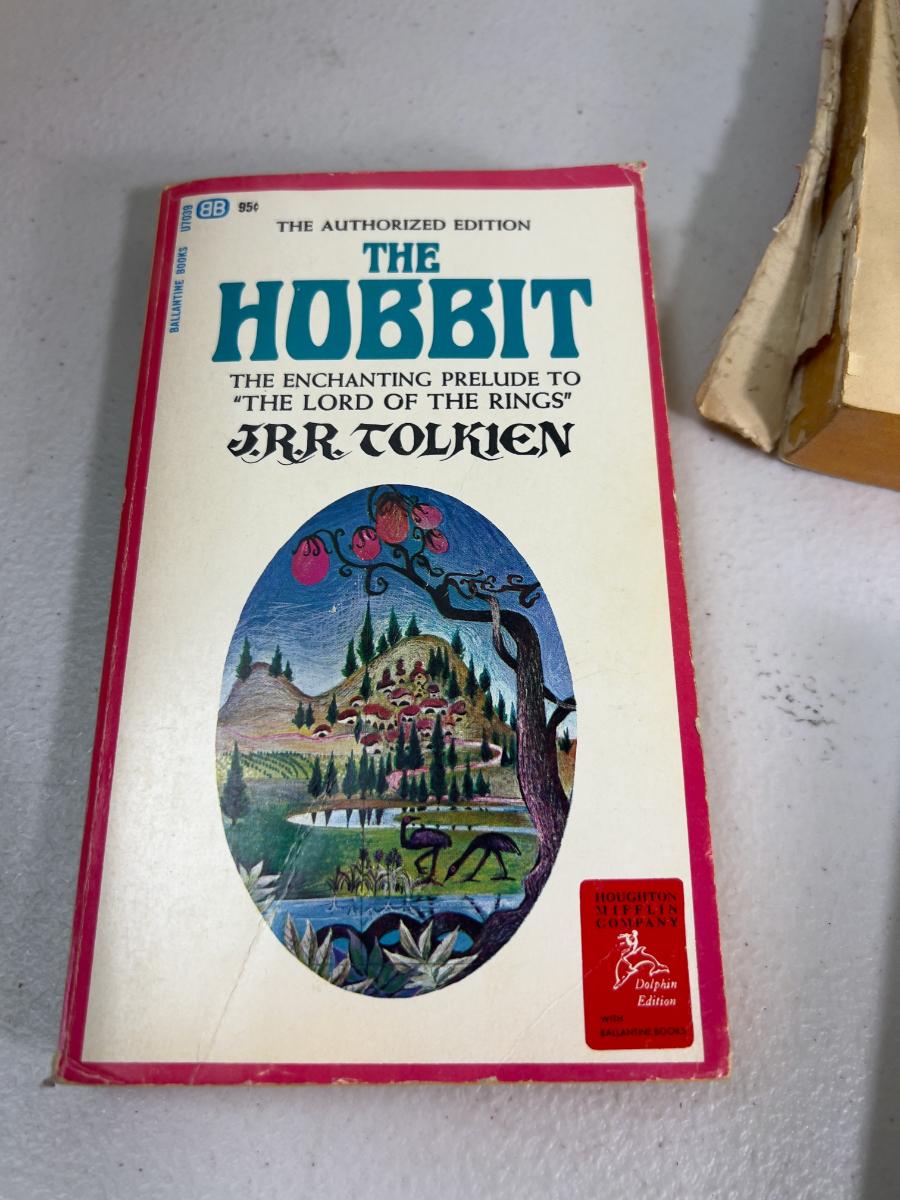 BALLANTINE BOOKS U7039
BB 95¢
THE AUTHORIZED EDITION
THE
HOBBIT
THE ENCHANTING PRELUDE TO
"THE LORD OF THE RINGS"
J.R.R. TOLKIEN
HOUGHTON
MIFFLIN
COMPANY
Dolphin
Edition
WITH
BALLANTINE BOOKS